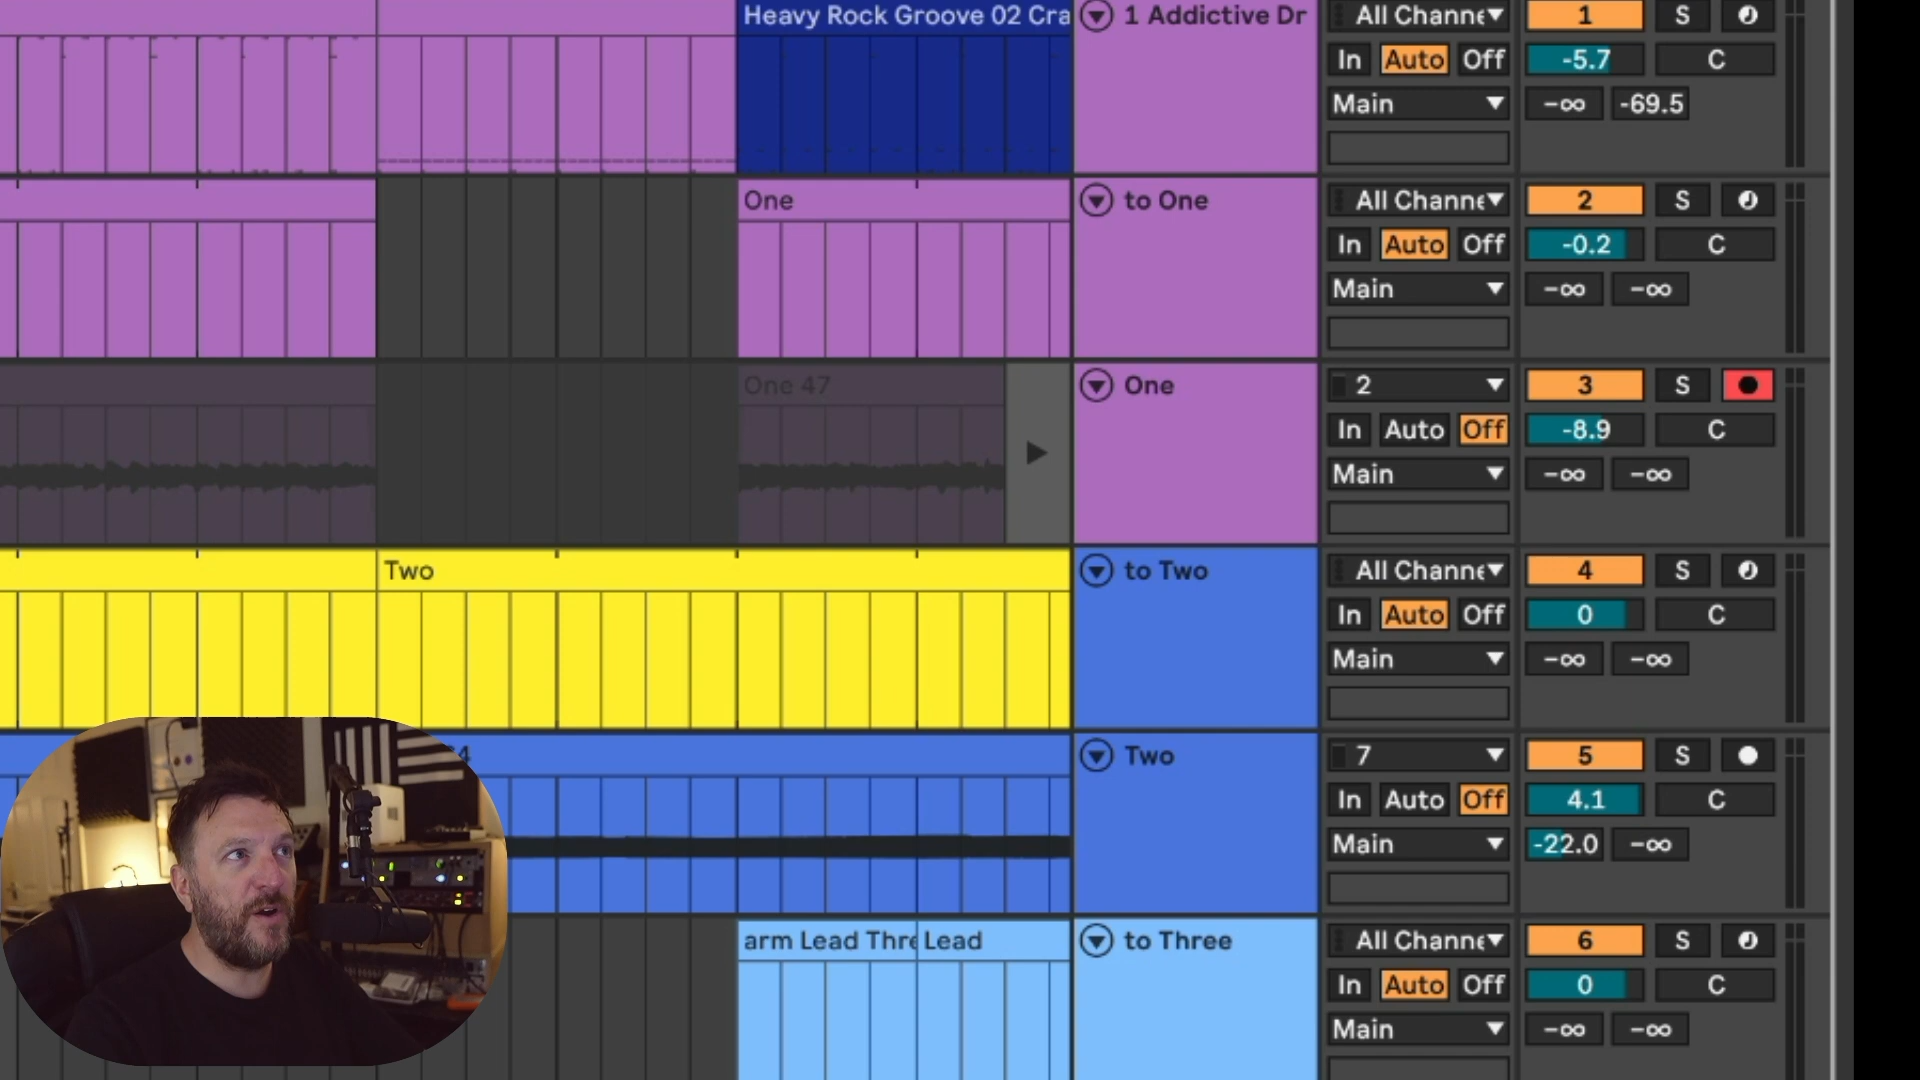 Heavy Rock Groove 02 Cra
1 Addictive Dr
All Channe
1
S
In
Auto
Off
-5.7
C
Main
-∞
-69.5
One
to One
All Channe
2
S
In
Auto
Off
-0.2
C
Main
-∞
-∞
One 47
One
2
3
S
In
Auto
Off
-8.9
C
Main
-∞
-∞
Two
to Two
All Channe
4
S
In
Auto
Off
0
C
Main
-∞
-∞
4
Two
7
5
S
In
Auto
Off
4.1
C
Main
-22.0
-∞
arm Lead Thre
Lead
to Three
All Channe
6
S
In
Auto
Off
0
C
Main
-∞
-∞